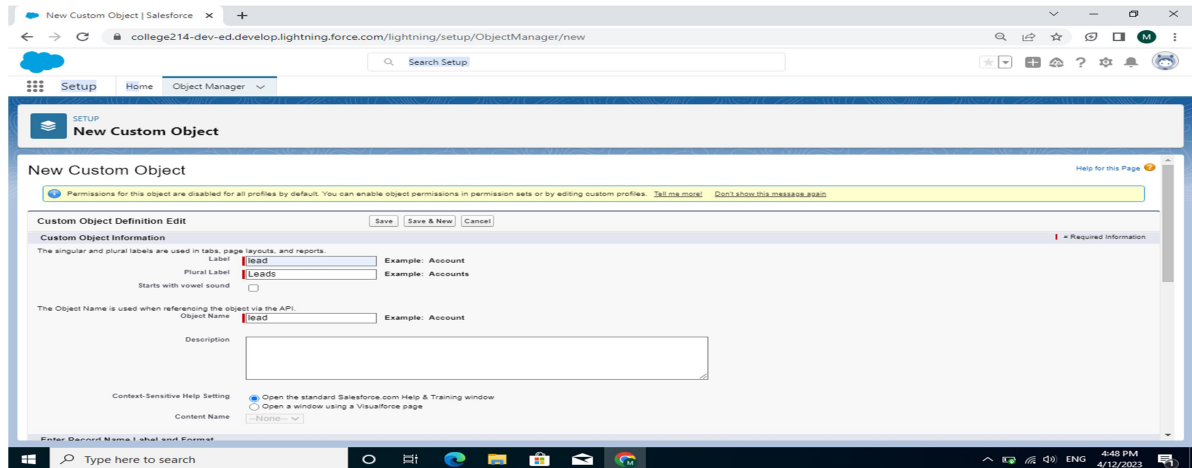 New Custom Object | Salesforce
college214-dev-ed.develop.lightning.force.com/lightning/setup/ObjectManager/new
M
Search Setup
Setup Home Object Manager
SETUP
New Custom Object
New Custom Object
Help for this Page
Permissions for this object are disabled for all profiles by default. You can enable object permissions in permission sets or by editing custom profiles. Tell me more! Don't show this message again
Custom Object Definition Edit Save Save & New Cancel
Custom Object Information = Required Information
The singular and plural labels are used in tabs, page layouts, and reports.
Label lead Example: Account
Plural Label Leads Example: Accounts
Starts with vowel sound
The Object Name is used when referencing the object via the API.
Object Name lead Example: Account
Description
Context-Sensitive Help Setting Open the standard Salesforce.com Help & Training window
Open a window using a Visualforce page
Content Name --None--
Enter Record Name Label and Format
Type here to search
ENG
4:48 PM
4/12/2023